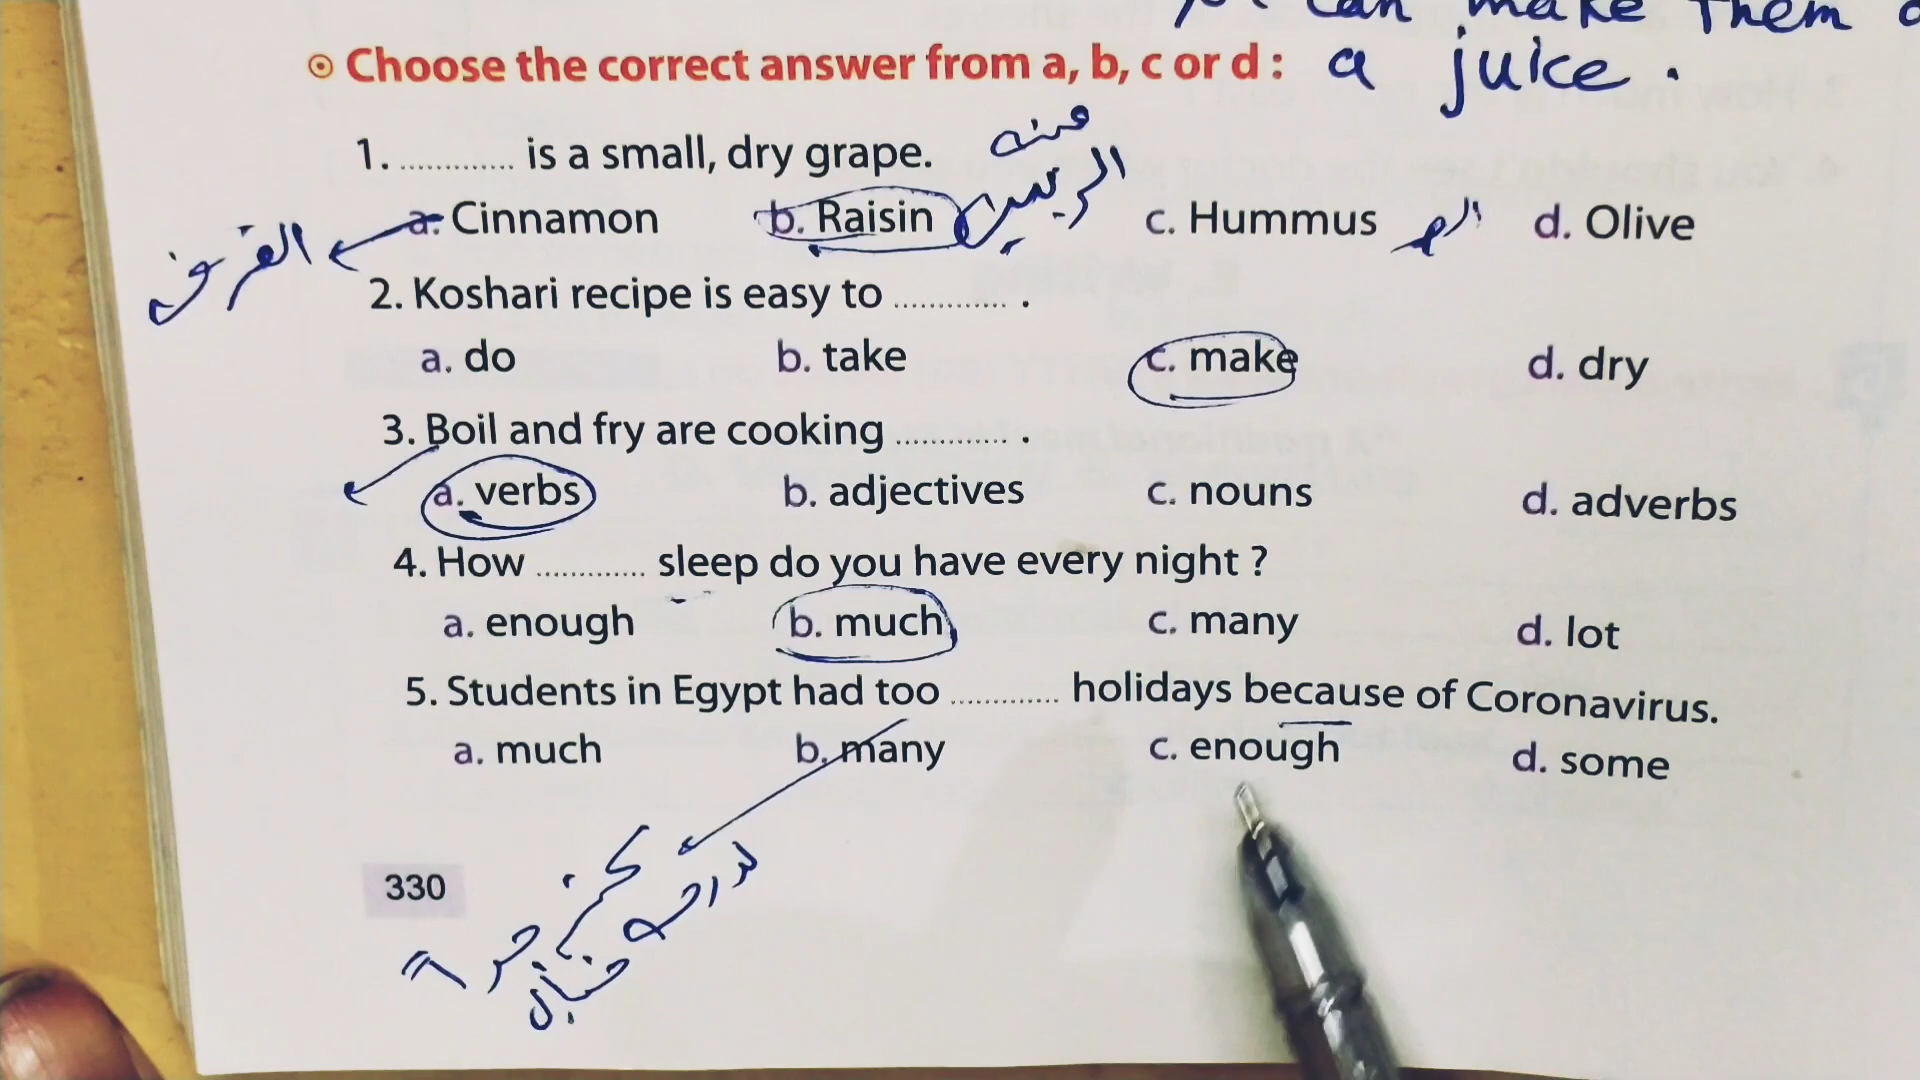 can make them
Choose the correct answer from a, b, c or d : a juice .
1. ............ is a small, dry grape.
a. Cinnamon b. Raisin c. Hummus d. Olive
2. Koshari recipe is easy to ............ .
a. do b. take c. make d. dry
3. Boil and fry are cooking ............ .
a. verbs b. adjectives c. nouns d. adverbs
4. How ............ sleep do you have every night ?
a. enough b. much c. many d. lot
5. Students in Egypt had too ............ holidays because of Coronavirus.
a. much b. many c. enough d. some
330